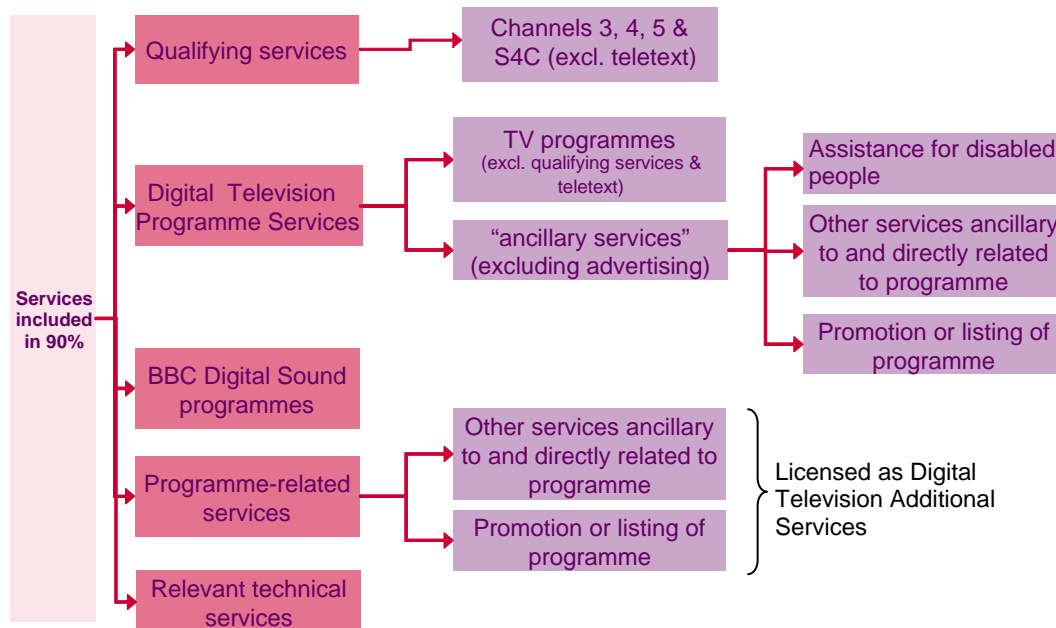 Services
included
in 90%
Qualifying services
Channels 3, 4, 5 &
S4C (excl. teletext)
Digital Television
Programme Services
TV programmes
(excl. qualifying services &
teletext)
“ancillary services”
(excluding advertising)
Assistance for disabled
people
Other services ancillary
to and directly related
to programme
Promotion or listing of
programme
BBC Digital Sound
programmes
Programme-related
services
Other services ancillary
to and directly related to
programme
Promotion or listing of
programme
Licensed as Digital
Television Additional
Services
Relevant technical
services